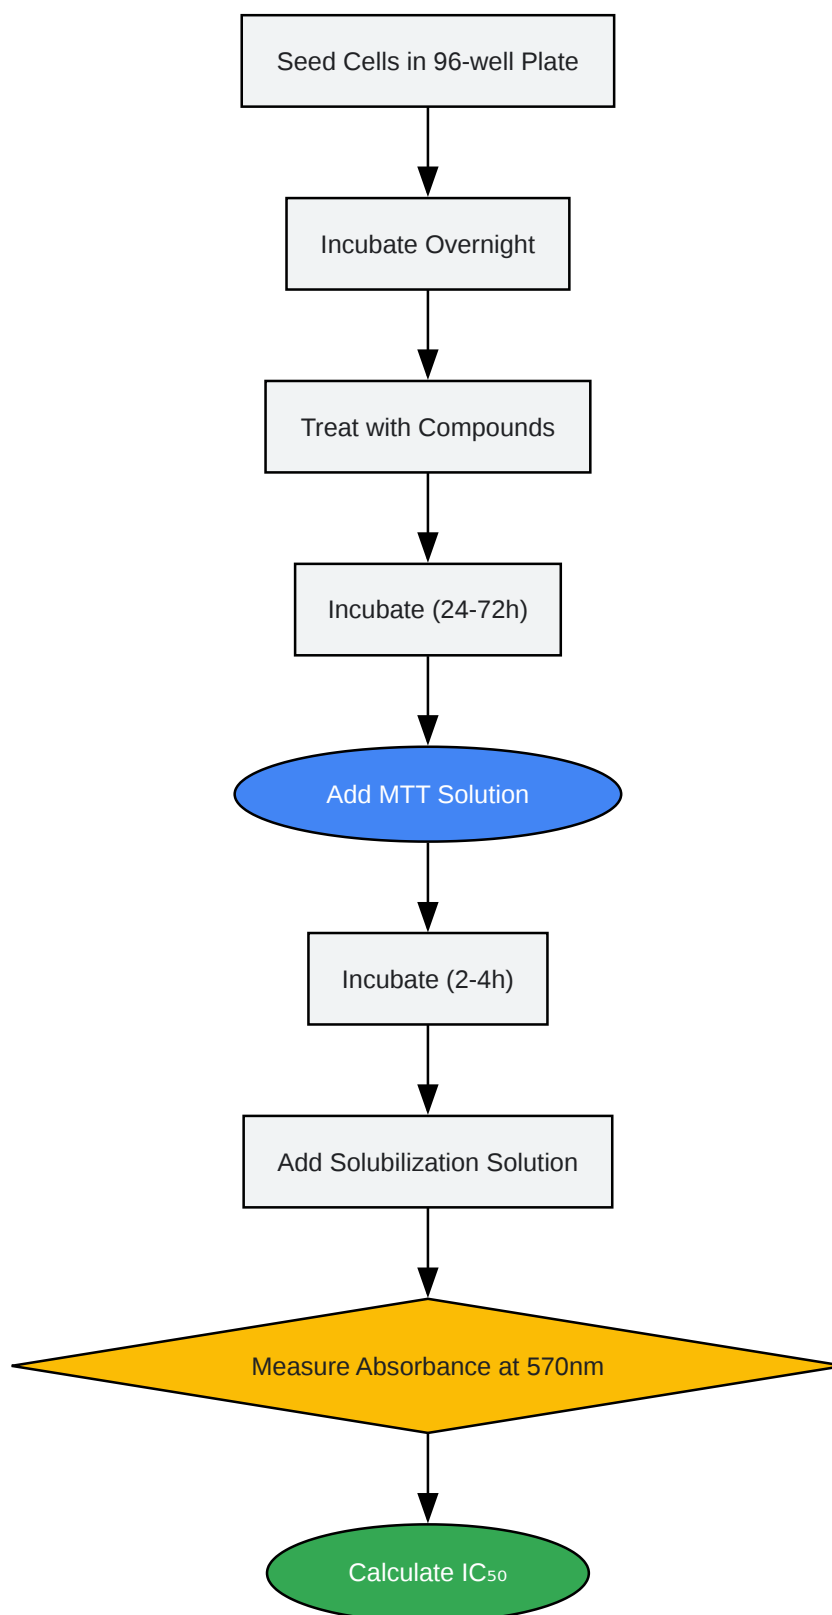 Seed Cells in 96-well Plate
Incubate Overnight
Treat with Compounds
Incubate (24-72h)
Add MTT Solution
Incubate (2-4h)
Add Solubilization Solution
Measure Absorbance at 570nm
Calculate IC₅₀